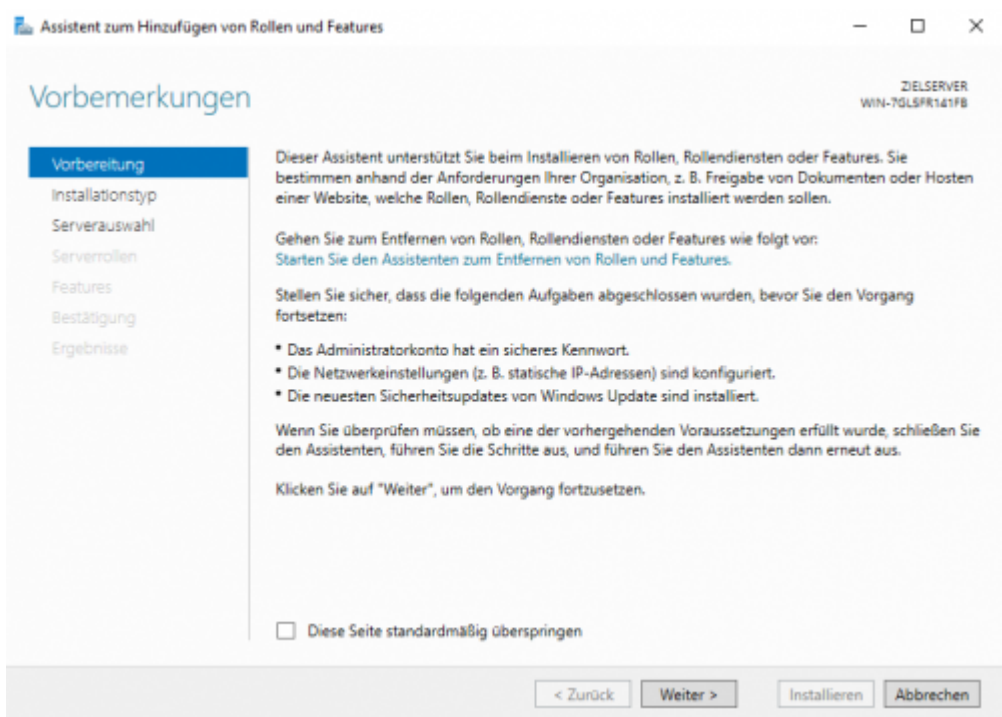 Assistent zum Hinzufügen von Rollen und Features
Vorbemerkungen
ZIELSERVER
WIN-7GLSFR141FB
Vorbereitung
Installationstyp
Serverauswahl
Serverrollen
Features
Bestätigung
Ergebnisse
Dieser Assistent unterstützt Sie beim Installieren von Rollen, Rollendiensten oder Features. Sie
bestimmen anhand der Anforderungen Ihrer Organisation, z. B. Freigabe von Dokumenten oder Hosten
einer Website, welche Rollen, Rollendienste oder Features installiert werden sollen.
Gehen Sie zum Entfernen von Rollen, Rollendiensten oder Features wie folgt vor:
Starten Sie den Assistenten zum Entfernen von Rollen und Features.
Stellen Sie sicher, dass die folgenden Aufgaben abgeschlossen wurden, bevor Sie den Vorgang
fortsetzen:
• Das Administratorkonto hat ein sicheres Kennwort.
• Die Netzwerkeinstellungen (z. B. statische IP-Adressen) sind konfiguriert.
• Die neuesten Sicherheitsupdates von Windows Update sind installiert.
Wenn Sie überprüfen müssen, ob eine der vorhergehenden Voraussetzungen erfüllt wurde, schließen Sie
den Assistenten, führen Sie die Schritte aus, und führen Sie den Assistenten dann erneut aus.
Klicken Sie auf "Weiter", um den Vorgang fortzusetzen.
Diese Seite standardmäßig überspringen
< Zurück
Weiter >
Installieren
Abbrechen